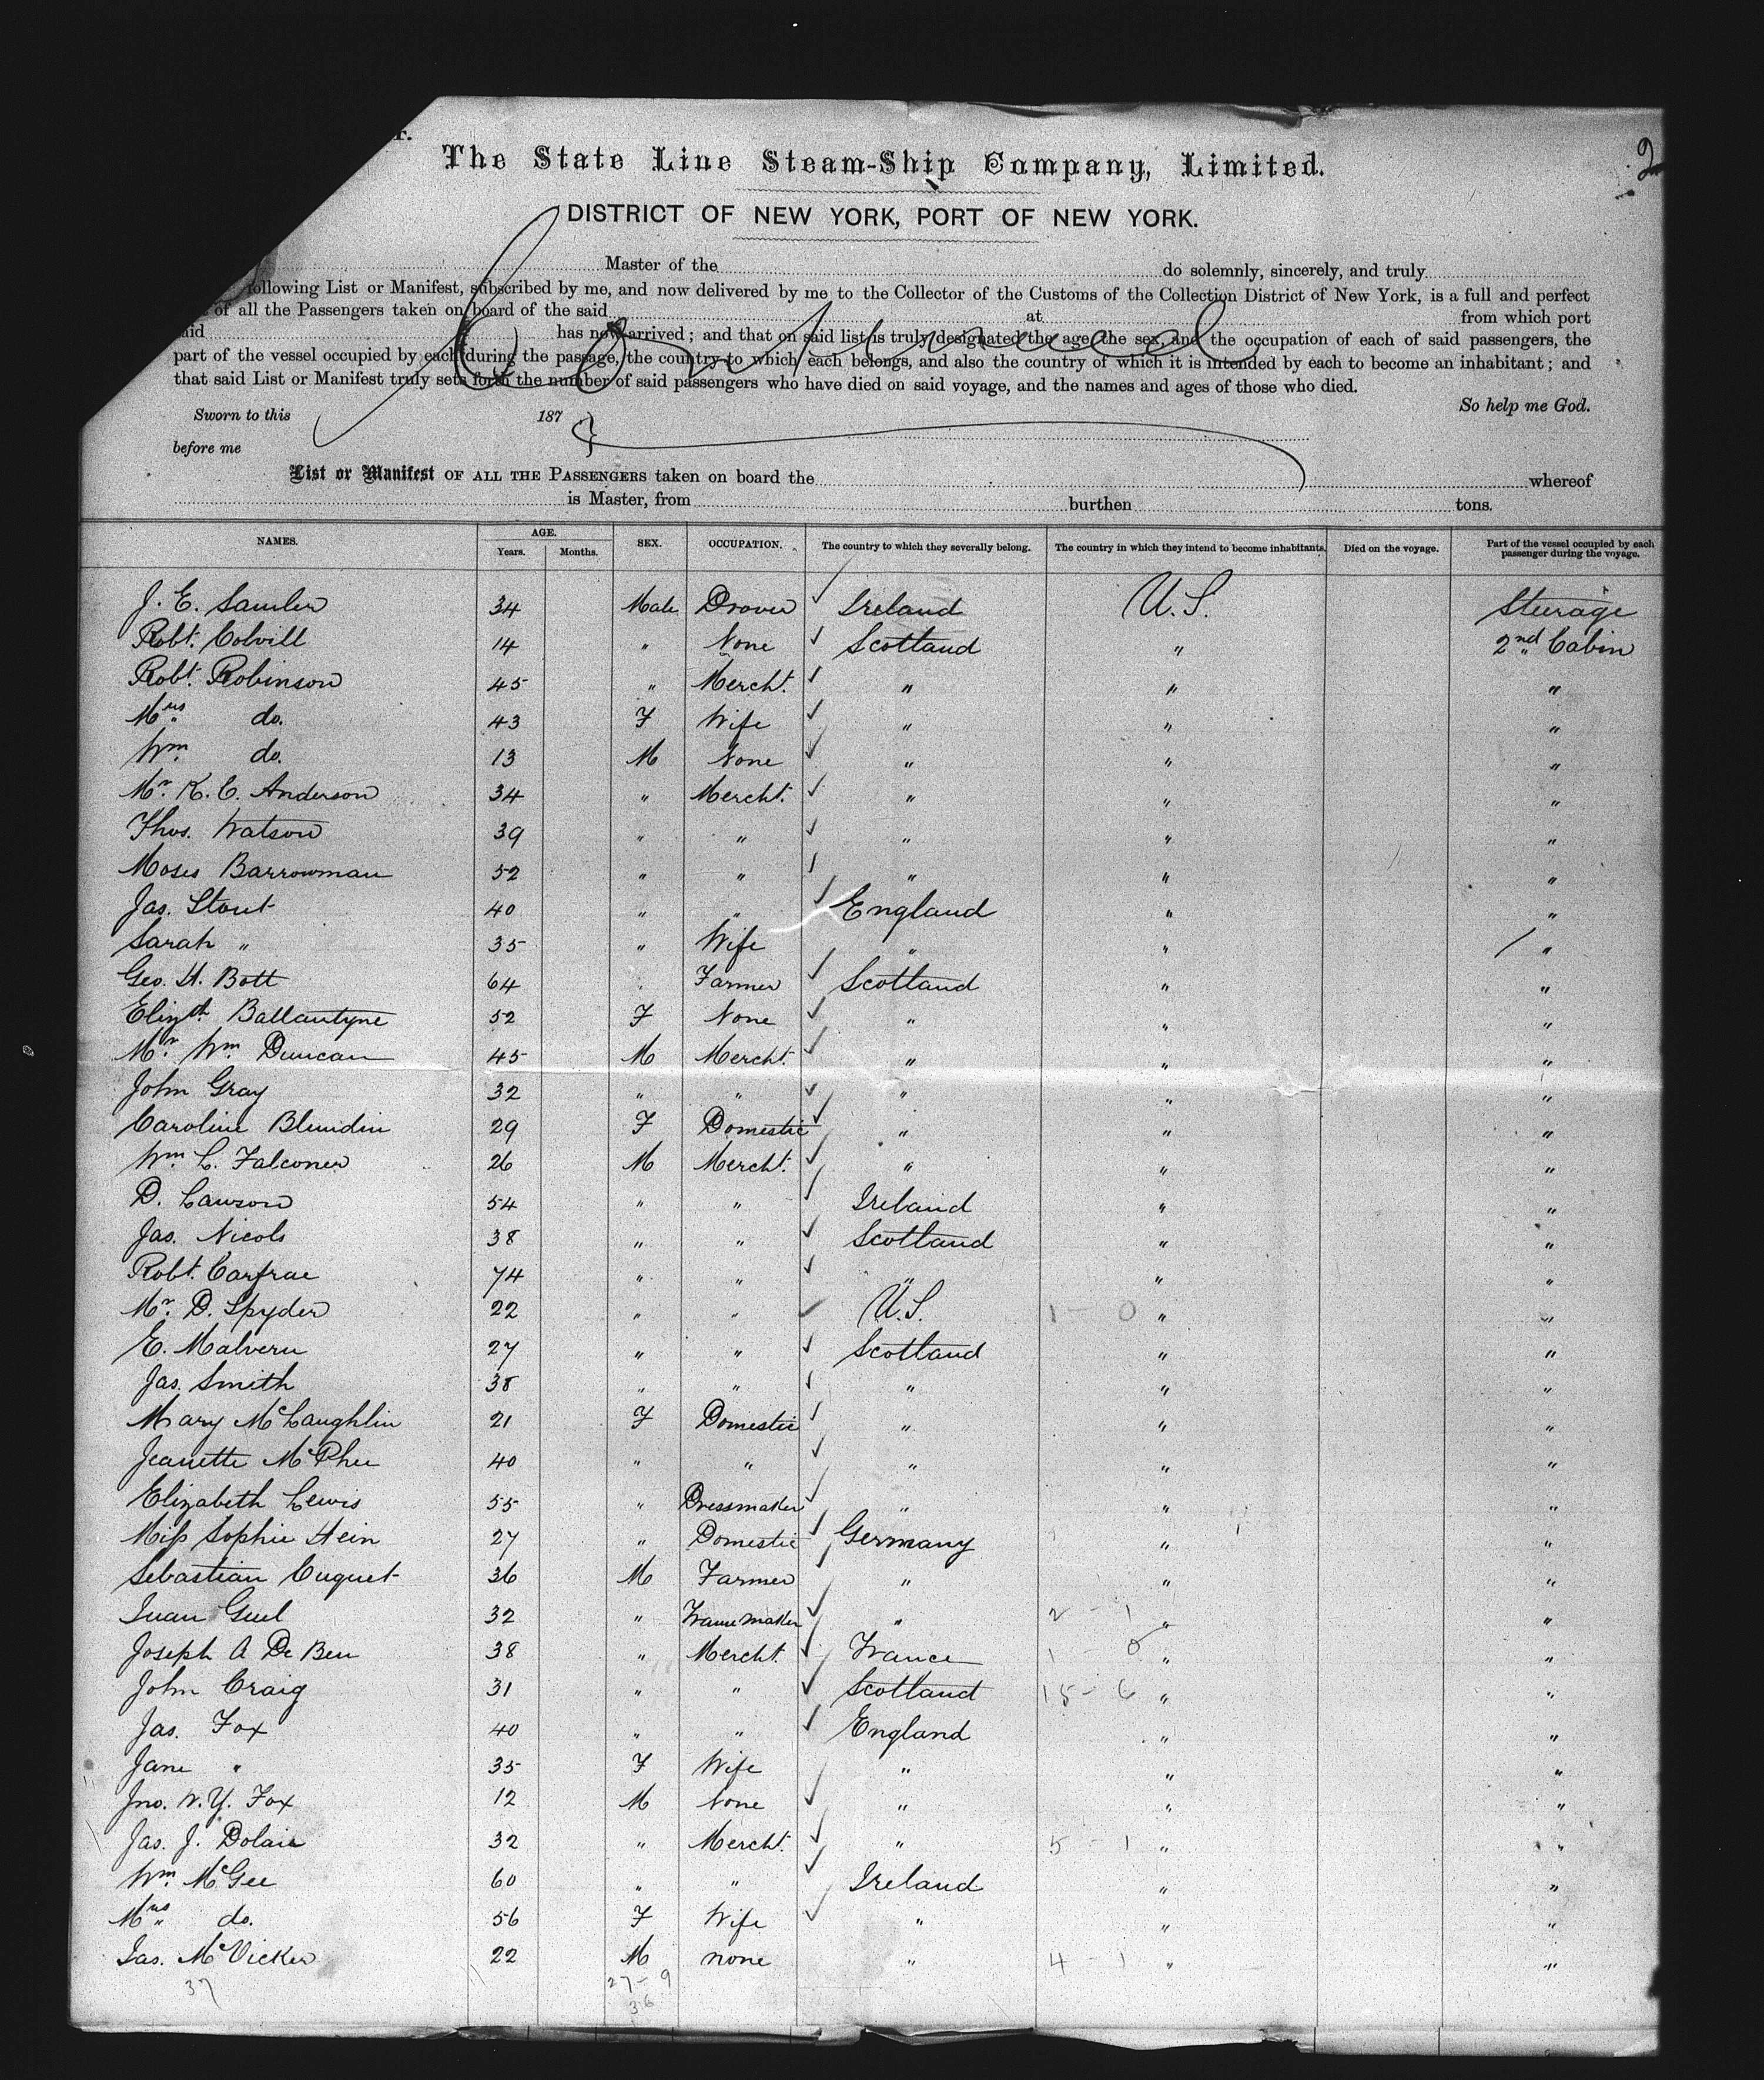 r.
2
The State Line Steam-Ship Company, Limited.
DISTRICT OF NEW YORK, PORT OF NEW YORK.
Master of the do solemnly, sincerely, and truly
following List or Manifest, subscribed by me, and now delivered by me to the Collector of the Customs of the Collection District of New York, is a full and perfect
of all the Passengers taken on board of the said at from which port
has now arrived; and that on said list is truly designated the age, the sex, and the occupation of each of said passengers, the
part of the vessel occupied by each during the passage, the country to which each belongs, and also the country of which it is intended by each to become an inhabitant; and
that said List or Manifest truly sets forth the number of said passengers who have died on said voyage, and the names and ages of those who died.
Sworn to this 187 So help me God.
before me
List or Manifest OF ALL THE PASSENGERS taken on board the whereof
is Master, from burthen tons.
NAMES. AGE. Years. Months. SEX. OCCUPATION. The country to which they severally belong. The country in which they intend to become inhabitants. Died on the voyage. Part of the vessel occupied by each passenger during the voyage.
J. E. 34 Male Drover ✓ Ireland U.S. Steerage
Robt. Colvill 14 " None ✓ Scotland " 2nd Cabin
Robt. Robinson 45 " Mercht. ✓ " " "
Mrs. do. 43 F Wife ✓ " " "
Wm. do. 13 M None ✓ " " "
Mr. K. C. Anderson 34 " Mercht. ✓ " " "
Thos. Watson 39 " " ✓ " " "
Moses Barrowman 52 " " ✓ " " "
Jas. Stout 40 " " ✓ England " "
Sarah " 35 " Wife " " "
Geo. H. Bott 64 " Farmer ✓ Scotland " "
Elizth Ballantyne 52 F None ✓ " " "
Mr. Wm. Duncan 45 M Mercht. ✓ " " "
John Gray 32 " " ✓ " " "
Caroline Blundin 29 F Domestic ✓ " " "
Wm. L. Falconer 26 M Mercht. ✓ " " "
D. Lawson 54 " " ✓ Ireland " "
Jas. Nicols 38 " " ✓ Scotland " "
Robt. Carfrae 74 " " ✓ " " "
Mr. D. Spyder 22 " " ✓ U.S. 1 - 0 " "
E. Malvern 27 " " ✓ Scotland " "
Jas. Smith 38 " " ✓ " " "
Mary McLaughlin 21 F Domestic ✓ " " "
Jeanette McPhee 40 " " ✓ " " "
Elizabeth Lewis 55 " Dressmaker ✓ " " "
Miss Sophie Hein 27 " Domestic ✓ Germany " "
Sebastian Cuquet 36 M Farmer ✓ " " "
Juan 32 " Frame maker ✓ " 2 - 1 " "
Joseph A De Ben 38 " Mercht. ✓ France 1 - 0 " "
John Craig 31 " " ✓ Scotland 15 - 6 " "
Jas. Fox 40 " " ✓ England " "
Jane " 35 F Wife " " "
Jno. W. Y. Fox 12 M None ✓ " " "
Jas. J. 32 " Mercht. ✓ " 5 - 1 " "
Wm. McGee 60 " " ✓ Ireland " "
Mrs. do. 56 F Wife ✓ " " "
Jas. McVicker 22 M none " 4 - 1 " "
37 27 - 9
36